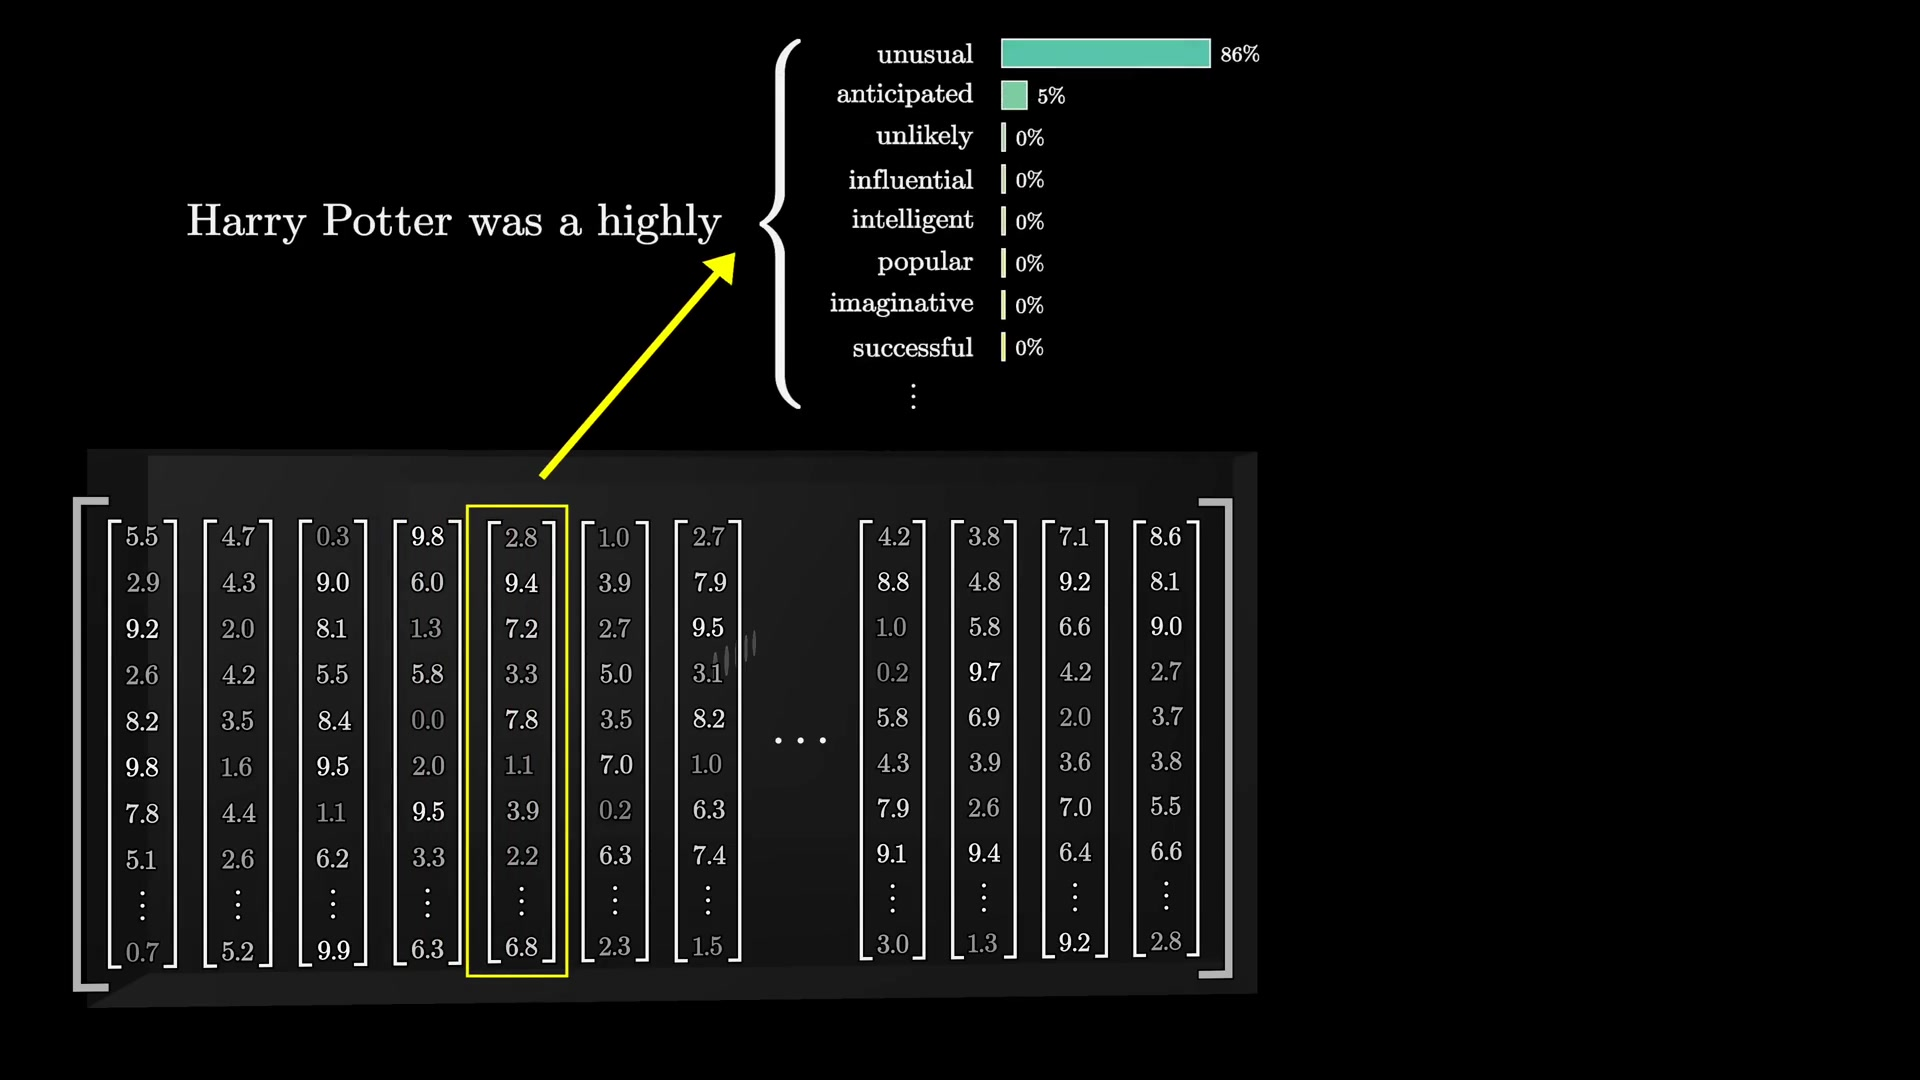 unusual 86%
anticipated 5%
unlikely 0%
influential 0%
Harry Potter was a highly
intelligent 0%
popular 0%
imaginative 0%
successful 0%
⋮
5.5 4.7 0.3 9.8 2.8 1.0 2.7 4.2 3.8 7.1 8.6
2.9 4.3 9.0 6.0 9.4 3.9 7.9 8.8 4.8 9.2 8.1
9.2 2.0 8.1 1.3 7.2 2.7 9.5 1.0 5.8 6.6 9.0
2.6 4.2 5.5 5.8 3.3 5.0 3.1 0.2 9.7 4.2 2.7
8.2 3.5 8.4 0.0 7.8 3.5 8.2 ... 5.8 6.9 2.0 3.7
9.8 1.6 9.5 2.0 1.1 7.0 1.0 4.3 3.9 3.6 3.8
7.8 4.4 1.1 9.5 3.9 0.2 6.3 7.9 2.6 7.0 5.5
5.1 2.6 6.2 3.3 2.2 6.3 7.4 9.1 9.4 6.4 6.6
⋮ ⋮ ⋮ ⋮ ⋮ ⋮ ⋮ ⋮ ⋮ ⋮ ⋮
0.7 5.2 9.9 6.3 6.8 2.3 1.5 3.0 1.3 9.2 2.8